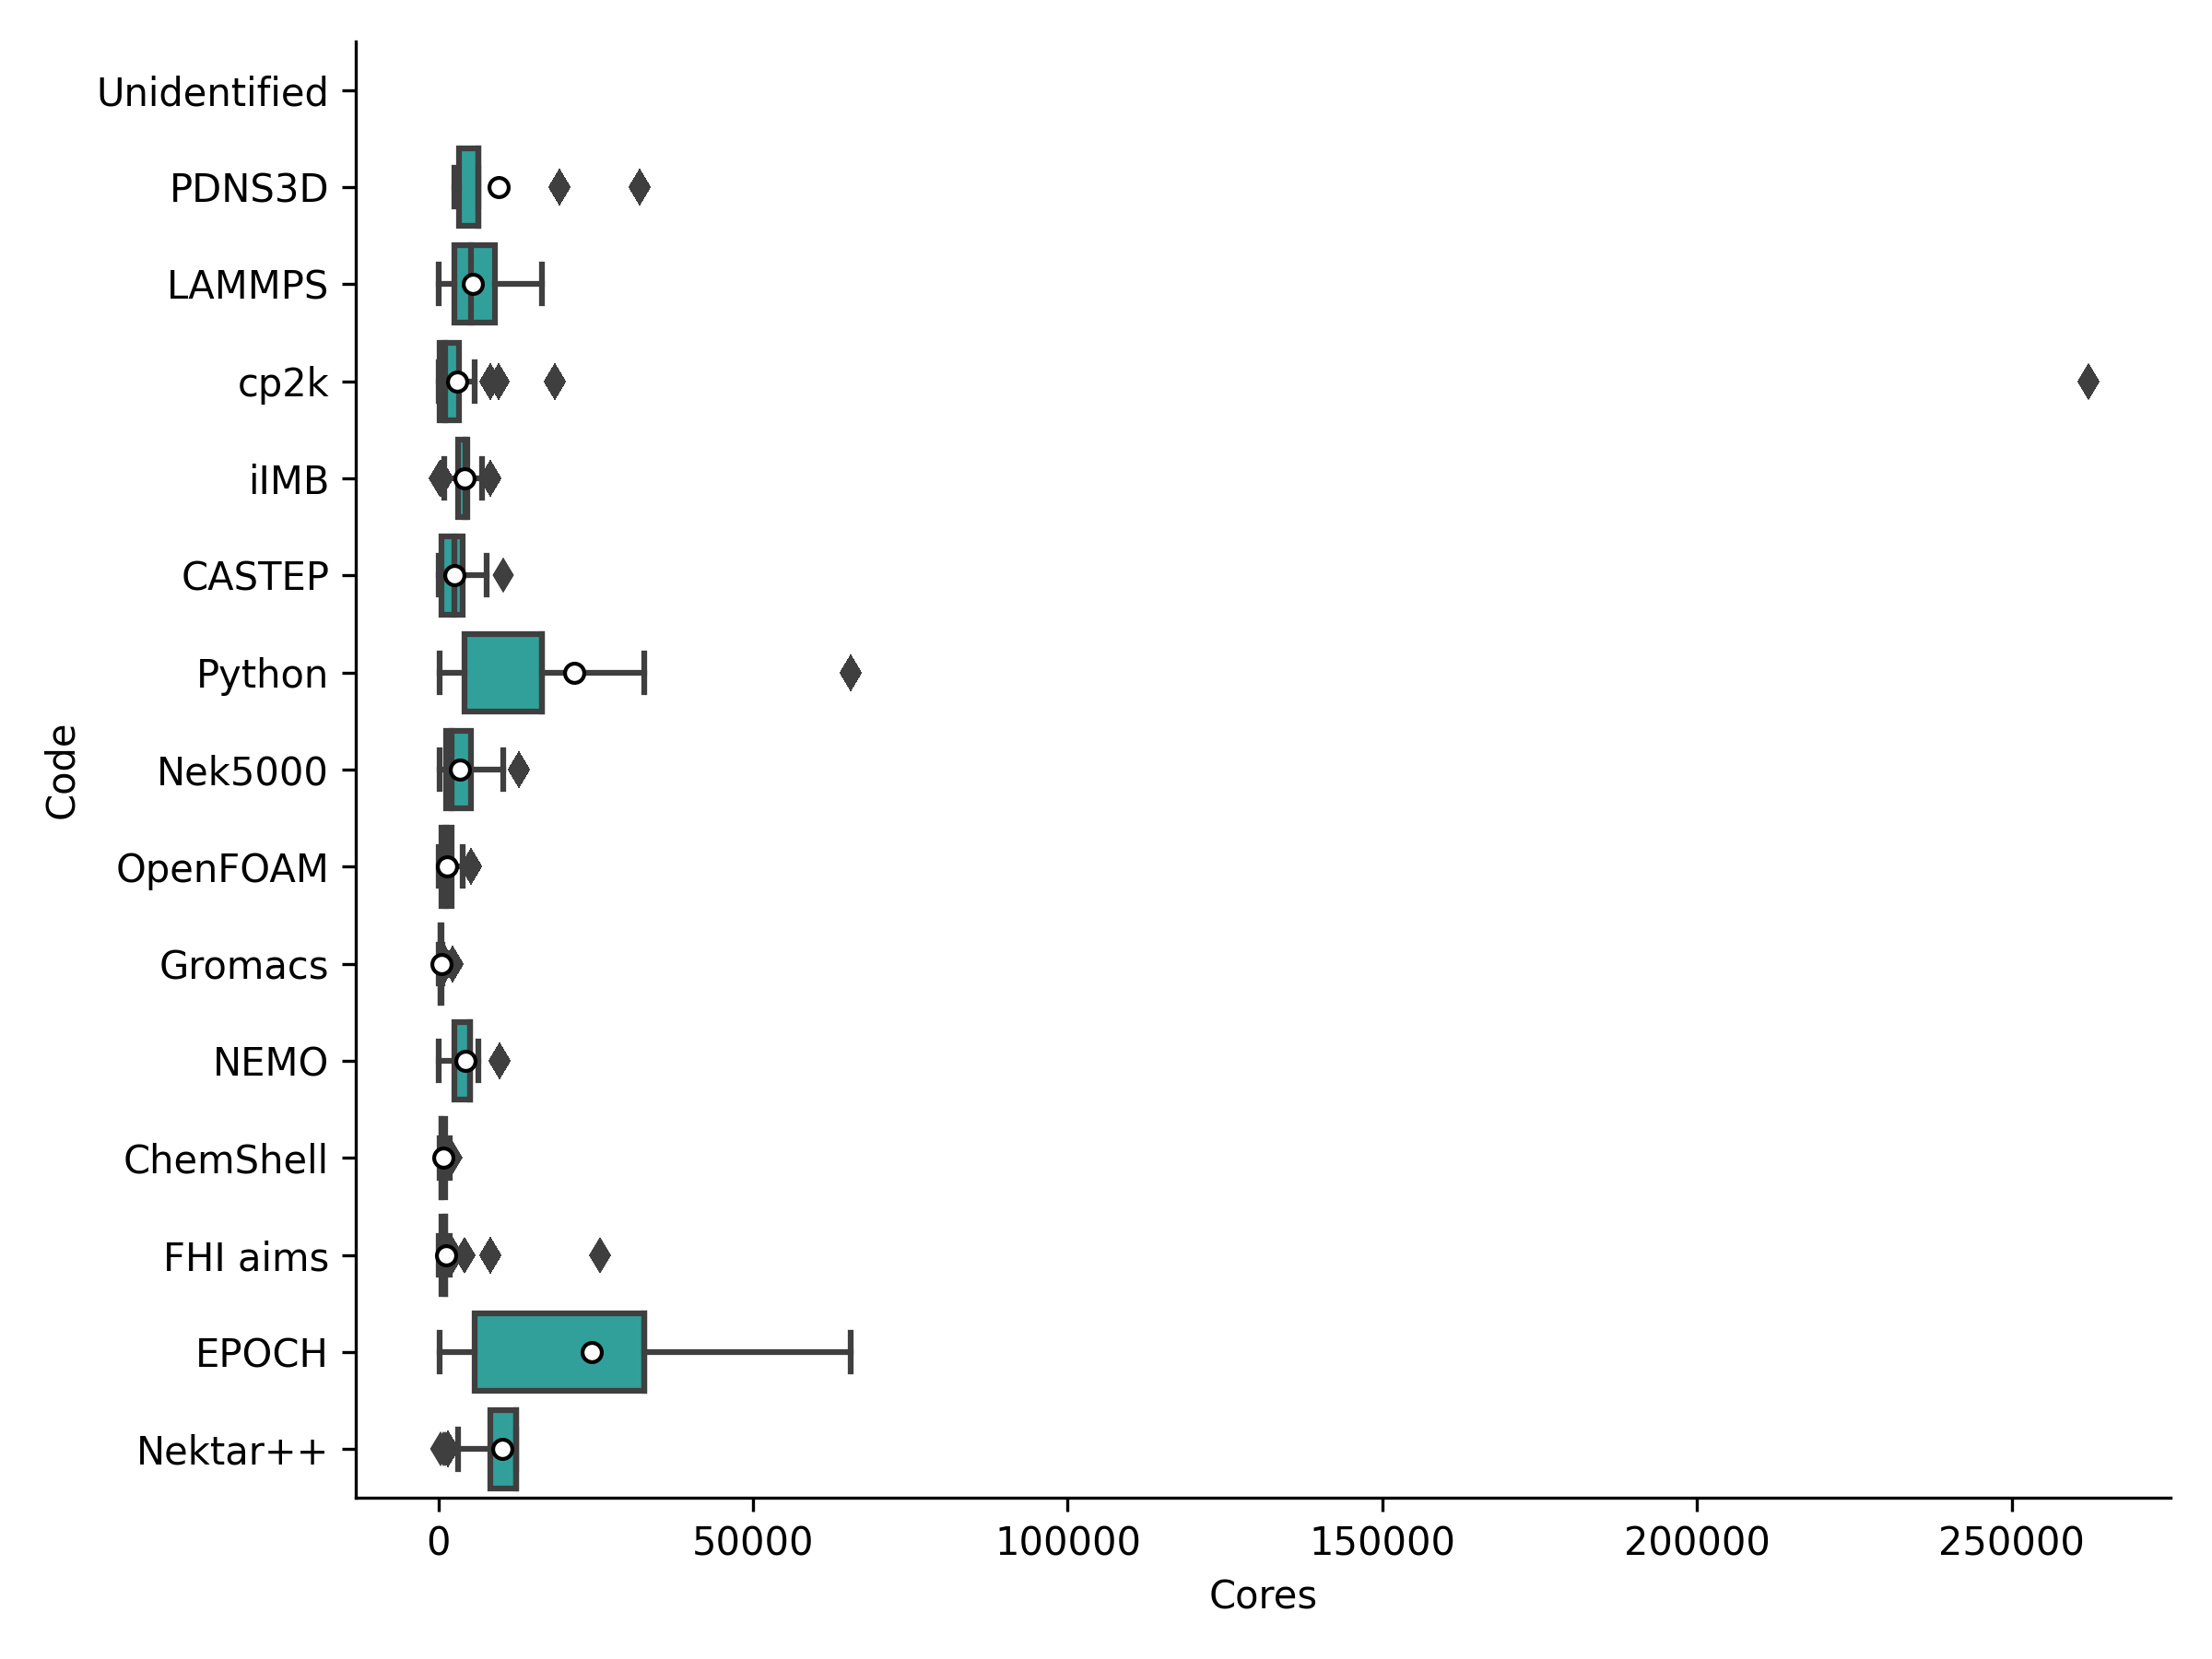 Unidentified
PDNS3D
LAMMPS
cp2k
iIMB
CASTEP
Python
Nek5000
OpenFOAM
Gromacs
NEMO
ChemShell
FHI aims
EPOCH
Nektar++
Code
0 50000 100000 150000 200000 250000
Cores